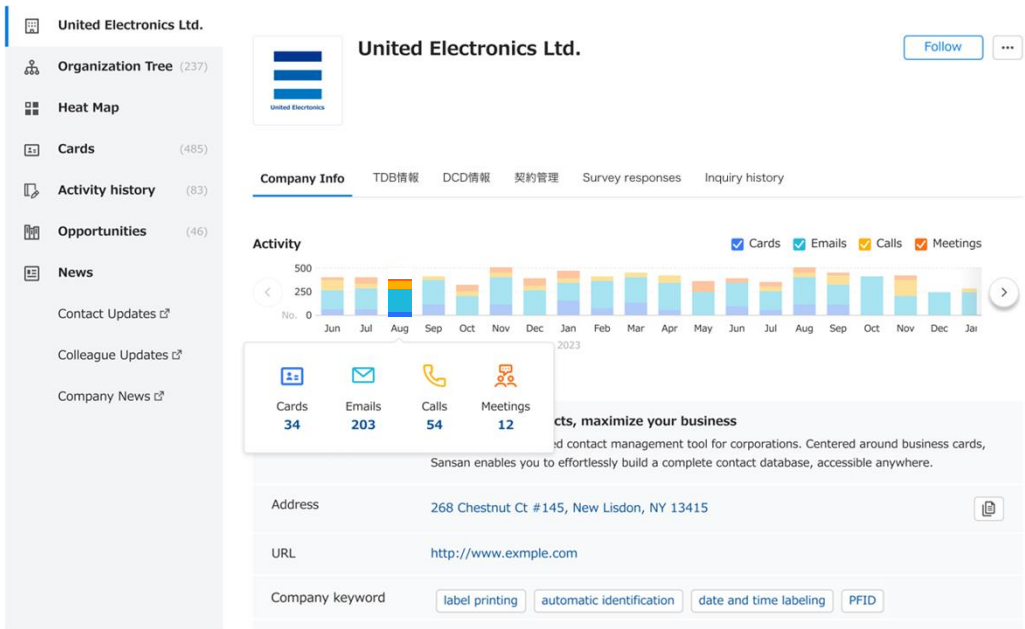 United Electronics Ltd.
Organization Tree (237)
Heat Map
Cards (485)
Activity history (83)
Opportunities (46)
News
Contact Updates
Colleague Updates
Company News
United Elecrtonics
United Electronics Ltd.
Follow
Company Info TDB情報 DCD情報 契約管理 Survey responses Inquiry history
Activity
Cards Emails Calls Meetings
500
250
No. 0
Jun Jul Aug Sep Oct Nov Dec Jan Feb Mar Apr May Jun Jul Aug Sep Oct Nov Dec
2023
Cards Emails Calls Meetings
34 203 54 12
cts, maximize your business
ed contact management tool for corporations. Centered around business cards,
Sansan enables you to effortlessly build a complete contact database, accessible anywhere.
Address 268 Chestnut Ct #145, New Lisdon, NY 13415
URL http://www.exmple.com
Company keyword label printing automatic identification date and time labeling PFID